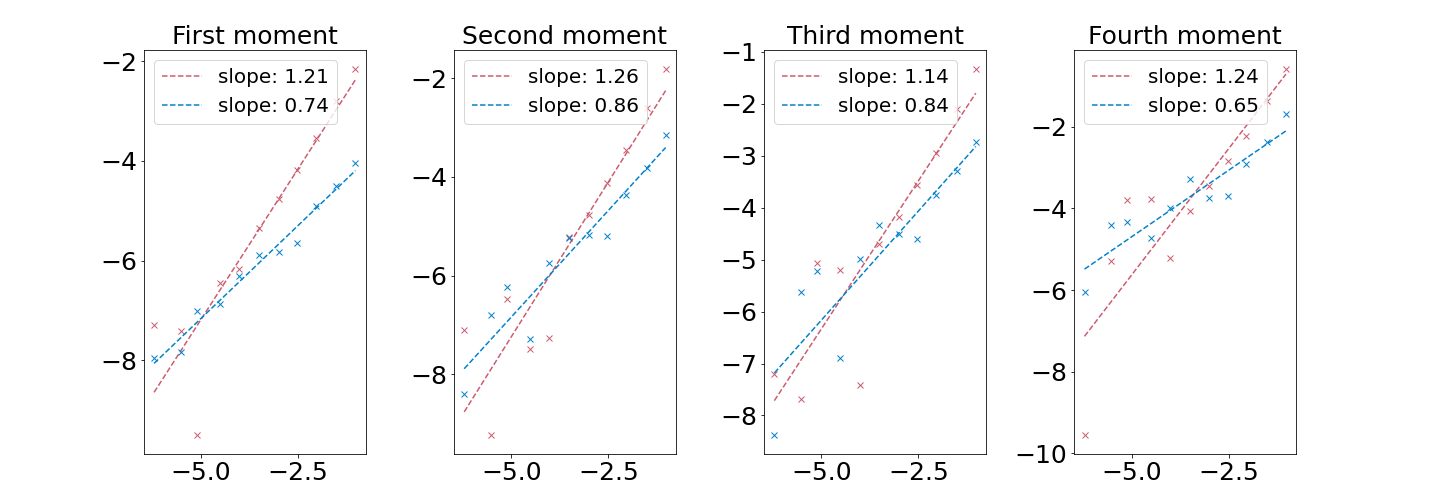 First moment
slope: 1.21
slope: 0.74
−2
−4
−6
−8
−5.0
−2.5
Second moment
slope: 1.26
slope: 0.86
−2
−4
−6
−8
−5.0
−2.5
Third moment
slope: 1.14
slope: 0.84
−1
−2
−3
−4
−5
−6
−7
−8
−5.0
−2.5
Fourth moment
slope: 1.24
slope: 0.65
−2
−4
−6
−8
−10
−5.0
−2.5